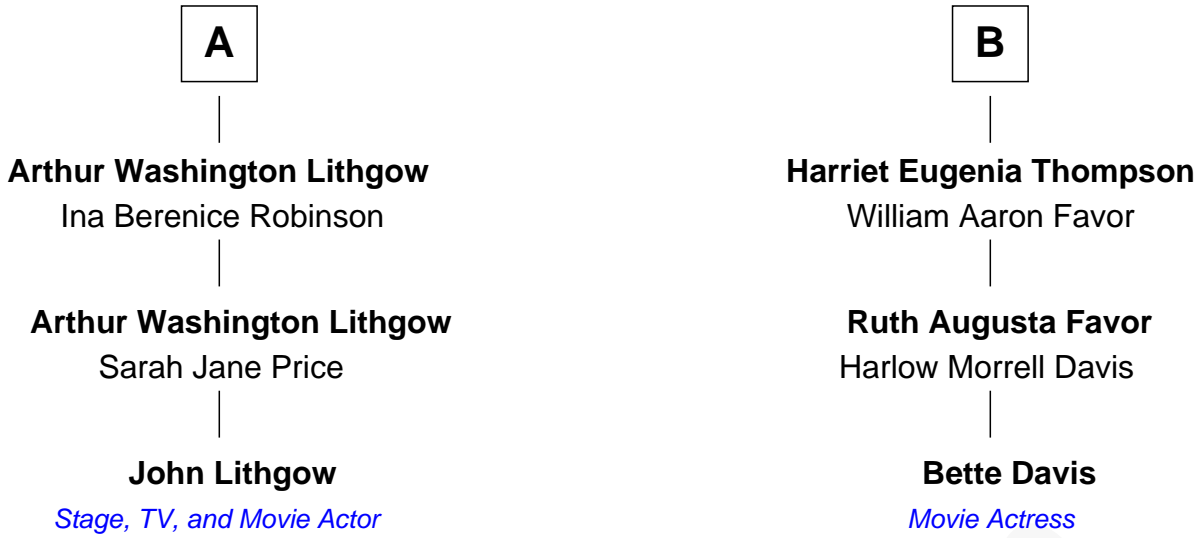 A
B
Arthur Washington Lithgow
Harriet Eugenia Thompson
Ina Berenice Robinson
William Aaron Favor
Arthur Washington Lithgow
Ruth Augusta Favor
Sarah Jane Price
Harlow Morrell Davis
John Lithgow
Bette Davis
Stage, TV, and Movie Actor
Movie Actress